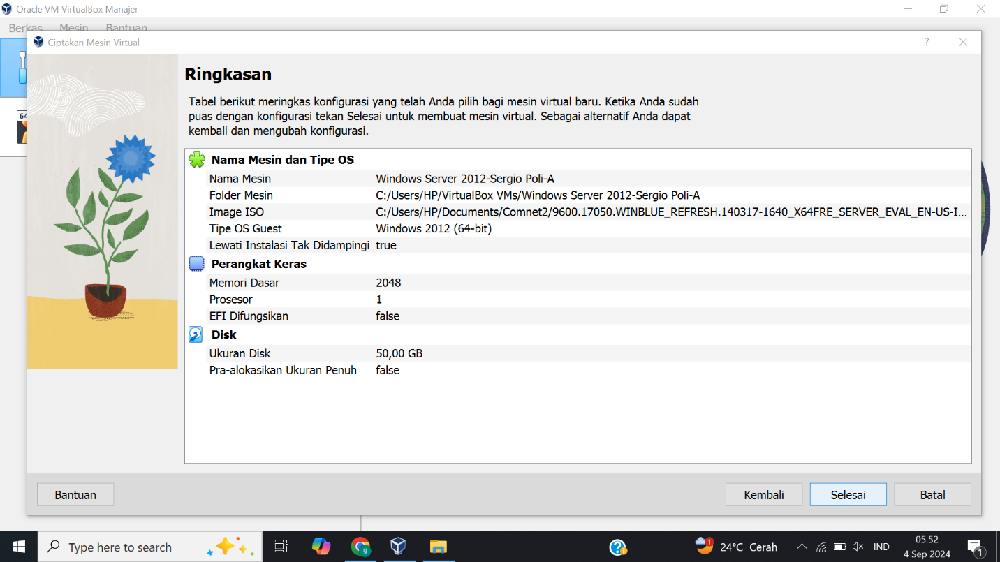 Oracle VM VirtualBox Manajer
Berkas Mesin Bantuan
Ciptakan Mesin Virtual
?
64
Ringkasan
Tabel berikut meringkas konfigurasi yang telah Anda pilih bagi mesin virtual baru. Ketika Anda sudah
puas dengan konfigurasi tekan Selesai untuk membuat mesin virtual. Sebagai alternatif Anda dapat
kembali dan mengubah konfigurasi.
Nama Mesin dan Tipe OS
Nama Mesin Windows Server 2012-Sergio Poli-A
Folder Mesin C:/Users/HP/VirtualBox VMs/Windows Server 2012-Sergio Poli-A
Image ISO C:/Users/HP/Documents/Comnet2/9600.17050.WINBLUE_REFRESH.140317-1640_X64FRE_SERVER_EVAL_EN-US-I...
Tipe OS Guest Windows 2012 (64-bit)
Lewati Instalasi Tak Didampingi true
Perangkat Keras
Memori Dasar 2048
Prosesor 1
EFI Difungsikan false
Disk
Ukuran Disk 50,00 GB
Pra-alokasikan Ukuran Penuh false
Bantuan Kembali Selesai Batal
Type here to search
1
24°C Cerah
IND
05.52
4 Sep 2024
1